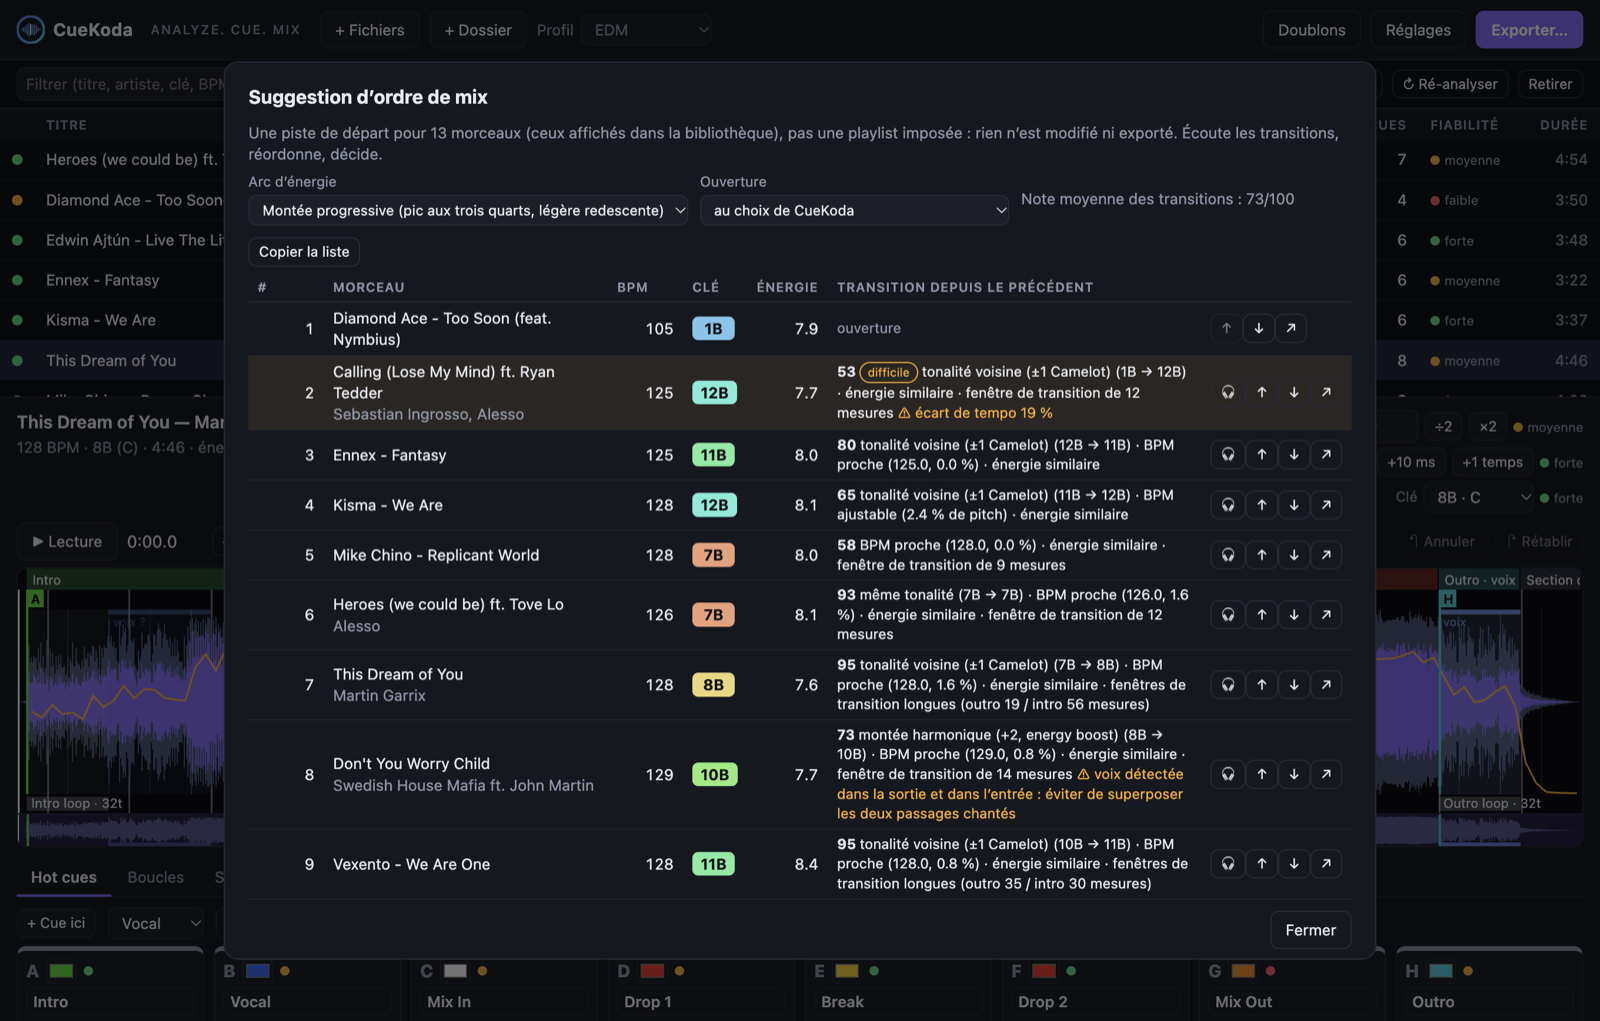 CueKoda ANALYZE. CUE. MIX + Fichiers + Dossier Profil EDM Doublons Réglages Exporter...
Filtrer (titre, artiste, clé, BPM Ré-analyser Retirer
TITRE CUES FIABILITÉ DURÉE
Heroes (we could be) ft. 7 moyenne 4:54
Diamond Ace - Too Soon 4 faible 3:50
Edwin Ajtún - Live The Li 6 forte 3:48
Ennex - Fantasy 6 moyenne 3:22
Kisma - We Are 6 forte 3:37
This Dream of You 8 moyenne 4:46
Suggestion d’ordre de mix
Une piste de départ pour 13 morceaux (ceux affichés dans la bibliothèque), pas une playlist imposée : rien n’est modifié ni exporté. Écoute les transitions,
réordonne, décide.
Arc d’énergie Ouverture
Montée progressive (pic aux trois quarts, légère redescente) au choix de CueKoda Note moyenne des transitions : 73/100
Copier la liste
# MORCEAU BPM CLÉ ÉNERGIE TRANSITION DEPUIS LE PRÉCÉDENT
1 Diamond Ace - Too Soon (feat.
Nymbius) 105 1B 7.9 ouverture
2 Calling (Lose My Mind) ft. Ryan
Tedder
Sebastian Ingrosso, Alesso 125 12B 7.7
53 difficile tonalité voisine (±1 Camelot) (1B → 12B)
· énergie similaire · fenêtre de transition de 12
mesures ⚠ écart de tempo 19 %
3 Ennex - Fantasy 125 11B 8.0
80 tonalité voisine (±1 Camelot) (12B → 11B) · BPM
proche (125.0, 0.0 %) · énergie similaire
4 Kisma - We Are 128 12B 8.1
65 tonalité voisine (±1 Camelot) (11B → 12B) · BPM
ajustable (2.4 % de pitch) · énergie similaire
5 Mike Chino - Replicant World 128 7B 8.0
58 BPM proche (128.0, 0.0 %) · énergie similaire ·
fenêtre de transition de 9 mesures
6 Heroes (we could be) ft. Tove Lo
Alesso 126 7B 8.1
93 même tonalité (7B → 7B) · BPM proche (126.0, 1.6
%) · énergie similaire · fenêtre de transition de 12
mesures
7 This Dream of You
Martin Garrix 128 8B 7.6
95 tonalité voisine (±1 Camelot) (7B → 8B) · BPM
proche (128.0, 1.6 %) · énergie similaire · fenêtres de
transition longues (outro 19 / intro 56 mesures)
8 Don't You Worry Child
Swedish House Mafia ft. John Martin 129 10B 7.7
73 montée harmonique (+2, energy boost) (8B →
10B) · BPM proche (129.0, 0.8 %) · énergie similaire ·
fenêtre de transition de 14 mesures ⚠ voix détectée
dans la sortie et dans l’entrée : éviter de superposer
les deux passages chantés
9 Vexento - We Are One 128 11B 8.4
95 tonalité voisine (±1 Camelot) (10B → 11B) · BPM
proche (128.0, 0.8 %) · énergie similaire · fenêtres de
transition longues (outro 35 / intro 30 mesures)
Fermer
This Dream of You — Mar
128 BPM · 8B (C) · 4:46 · éne
÷2 ×2 moyenne
+10 ms +1 temps forte
Clé 8B · C forte
Lecture 0:00.0 Annuler Rétablir
Intro Outro · voix Section
A H
voix ? voix
Intro loop · 32t Outro loop · 32t
Hot cues Boucles S
+ Cue ici Vocal
A B C D E F G H
Intro Vocal Mix In Drop 1 Break Drop 2 Mix Out Outro